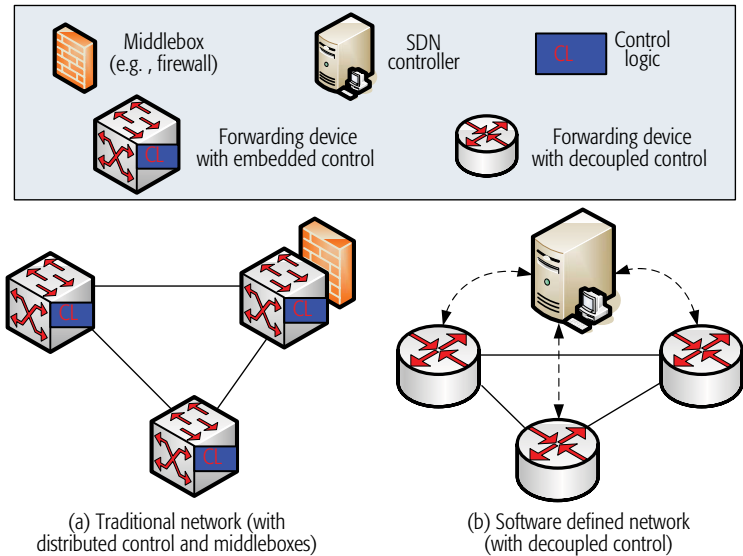 Middlebox
(e.g. , firewall)
SDN
controller
CL
Control
logic
CL
Forwarding device
with embedded control
Forwarding device
with decoupled control
CL
CL
CL
(a) Traditional network (with
distributed control and middleboxes)
(b) Software defined network
(with decoupled control)